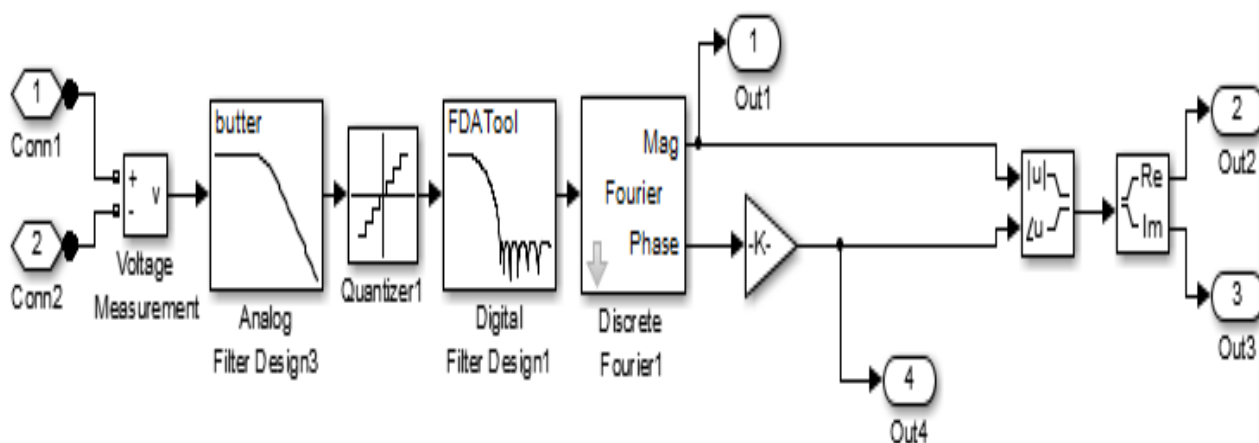 1
Conn1
2
Conn2
+
-
v
Voltage
Measurement
butter
Analog
Filter Design3
Quantizer1
FDATool
Digital
Filter Design1
Mag
Fourier
Phase
Discrete
Fourier1
1
Out1
-K-
4
Out4
|u|
∠u
Re
Im
2
Out2
3
Out3